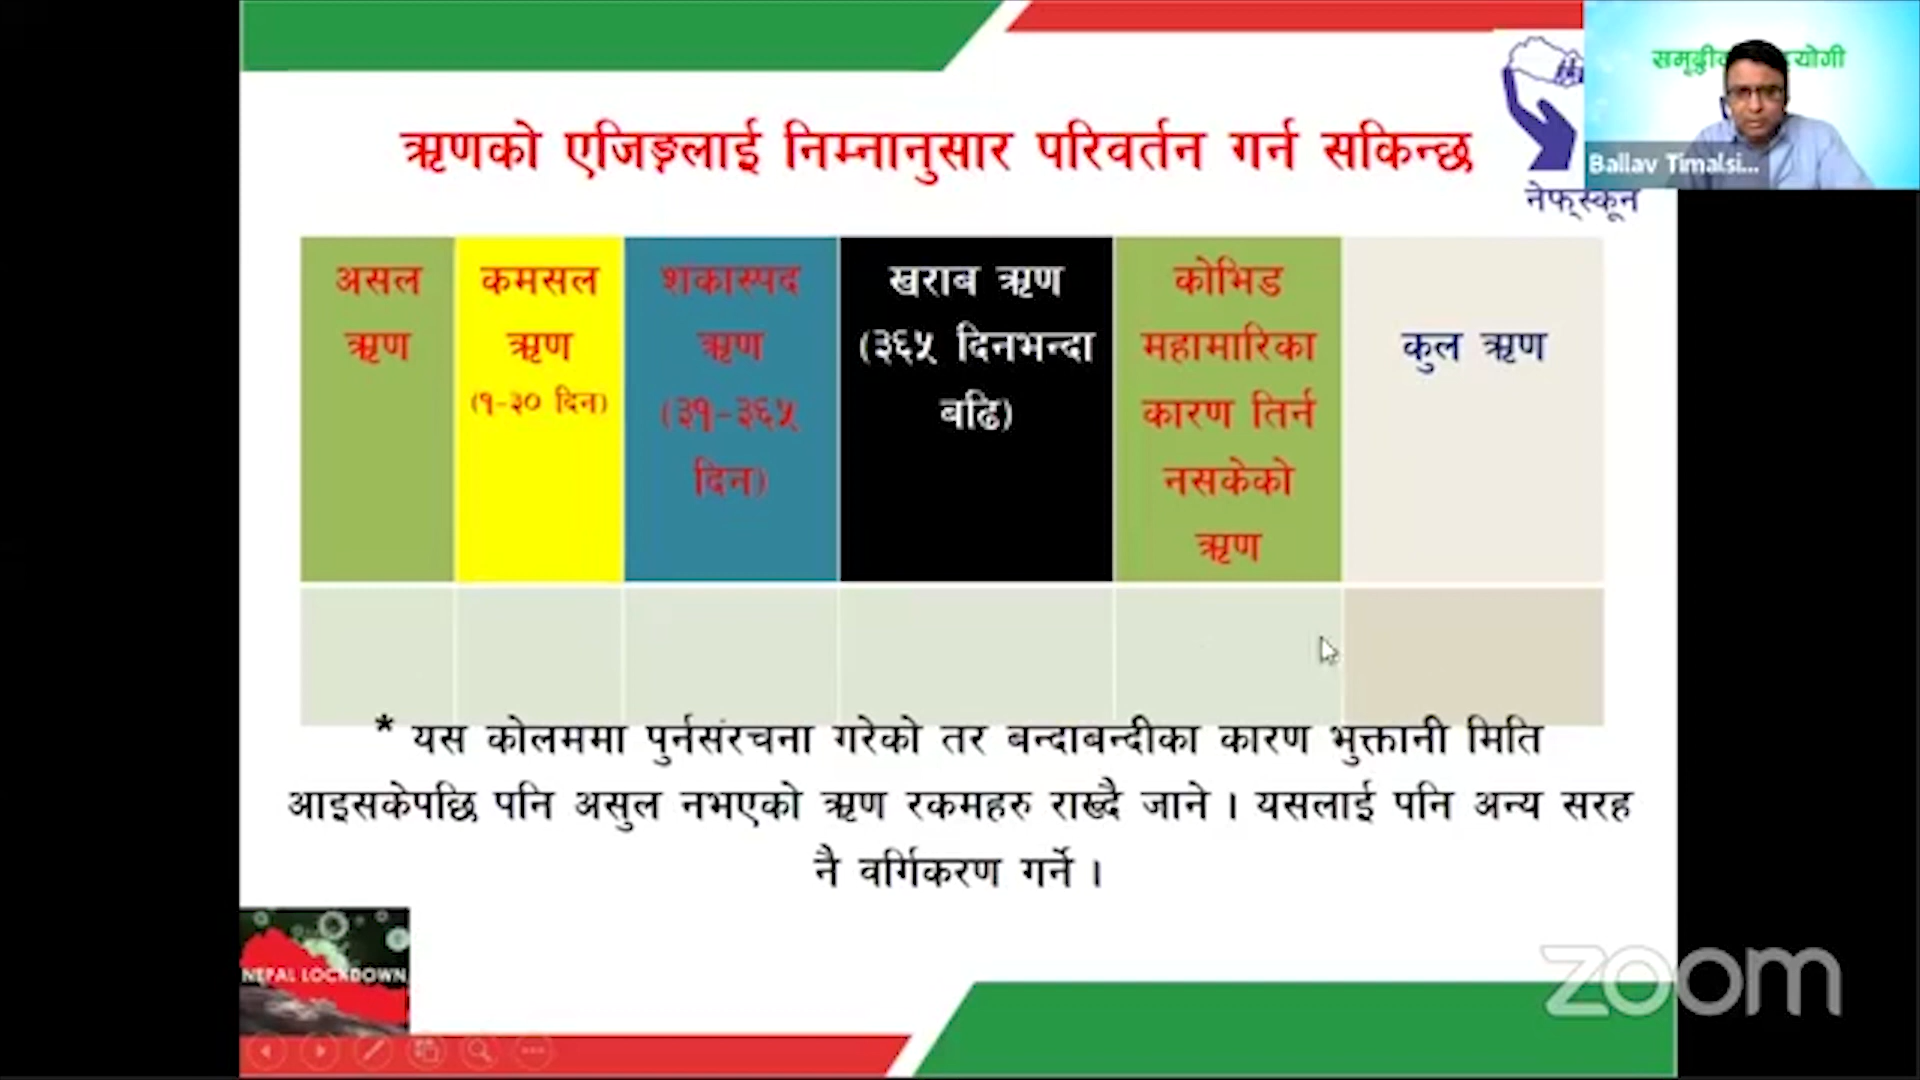 ऋणको एजिङ्गलाई निम्नानुसार परिवर्तन गर्न सकिन्छ
नेफ्स्कून
Ballav Timalsi...
असल
ऋण
कमसल
ऋण
(१-३० दिन)
शकास्पद
ऋण
(३१-३६५
दिन)
खराब ऋण
(३६५ दिनभन्दा
बढि)
कोभिड
महामारिका
कारण तिर्न
नसकेको
ऋण
कुल ऋण
* यस कोलममा पुर्नसंरचना गरेको तर बन्दाबन्दीका कारण भुक्तानी मिति
आइसकेपछि पनि असुल नभएको ऋण रकमहरु राख्दै जाने । यसलाई पनि अन्य सरह
नै वर्गिकरण गर्ने ।
NEPAL LOCKDOWN
zoom